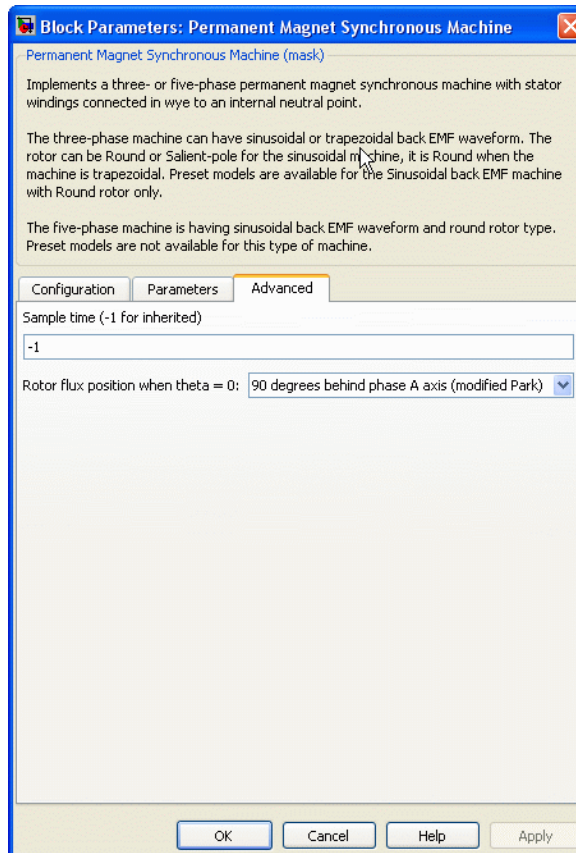 Block Parameters: Permanent Magnet Synchronous Machine
Permanent Magnet Synchronous Machine (mask)
Implements a three- or five-phase permanent magnet synchronous machine with stator
windings connected in wye to an internal neutral point.
The three-phase machine can have sinusoidal or trapezoidal back EMF waveform. The
rotor can be Round or Salient-pole for the sinusoidal machine, it is Round when the
machine is trapezoidal. Preset models are available for the Sinusoidal back EMF machine
with Round rotor only.
The five-phase machine is having sinusoidal back EMF waveform and round rotor type.
Preset models are not available for this type of machine.
Configuration Parameters Advanced
Sample time (-1 for inherited)
-1
Rotor flux position when theta = 0: 90 degrees behind phase A axis (modified Park)
OK Cancel Help Apply